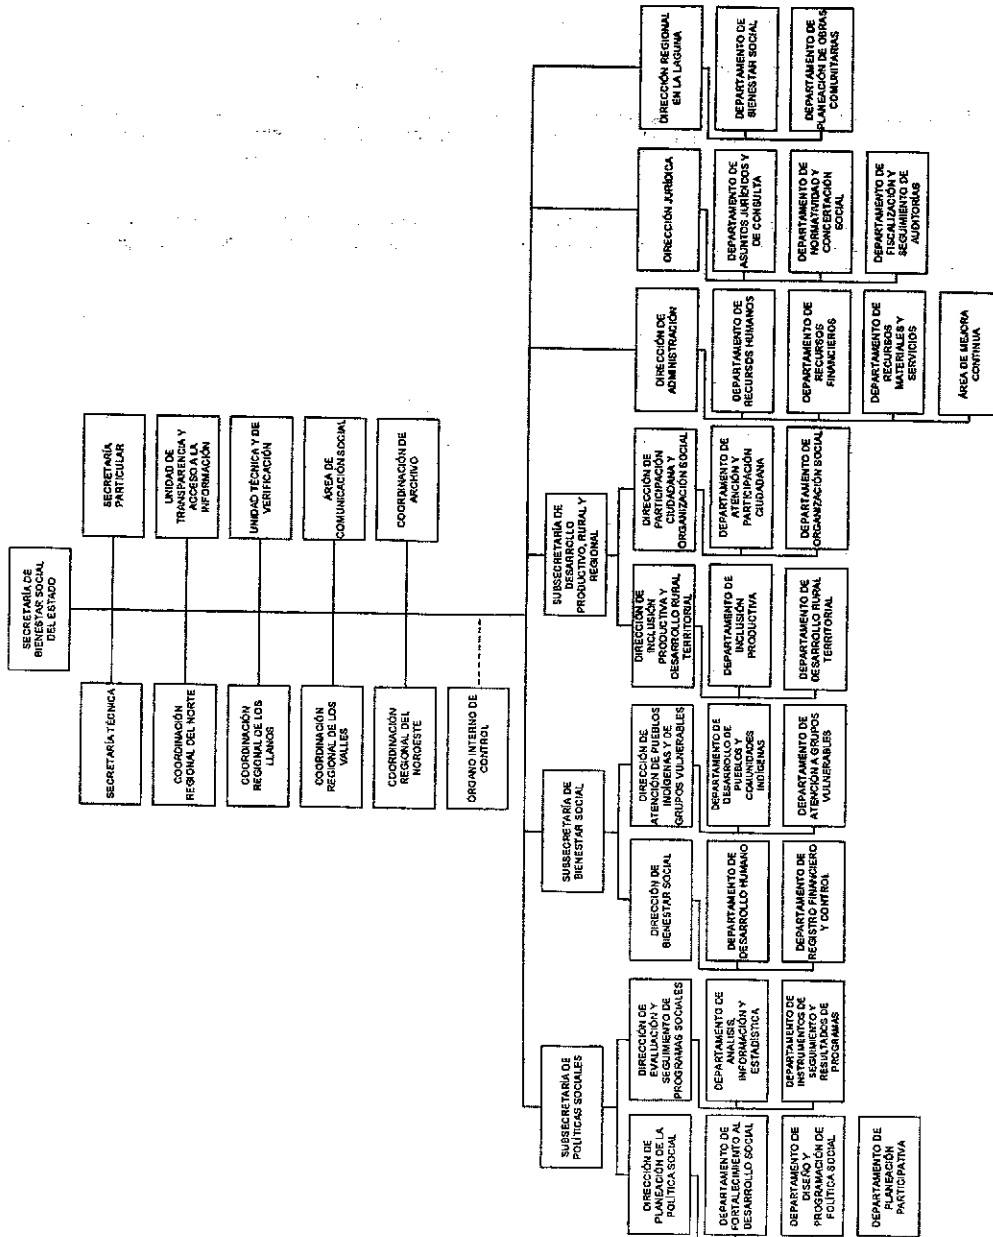 SECRETARÍA DE
BIENESTAR SOCIAL
DEL ESTADO
SECRETARÍA TÉCNICA
SECRETARÍA
PARTICULAR
COORDINACIÓN
REGIONAL DEL NORTE
UNIDAD DE
TRANSPARENCIA Y
ACCESO A LA
INFORMACIÓN
COORDINACIÓN
REGIONAL DE LOS
LLANOS
UNIDAD TÉCNICA Y DE
VERIFICACIÓN
COORDINACIÓN
REGIONAL DE LOS
VALLES
ÁREA DE
COMUNICACIÓN SOCIAL
COORDINACIÓN
REGIONAL DEL
NOROESTE
COORDINACIÓN DE
ARCHIVO
ÓRGANO INTERNO DE
CONTROL
SUBSECRETARÍA DE
POLÍTICAS SOCIALES
SUBSECRETARÍA DE
BIENESTAR SOCIAL
SUBSECRETARÍA DE
DESARROLLO
PRODUCTIVO, RURAL Y
REGIONAL
DIRECCIÓN DE
PLANEACIÓN DE LA
POLÍTICA SOCIAL
DEPARTAMENTO DE
FORTALECIMIENTO AL
DESARROLLO SOCIAL
DEPARTAMENTO DE
DISEÑO Y
PROGRAMACIÓN DE
POLÍTICA SOCIAL
DEPARTAMENTO DE
PLANEACIÓN
PARTICIPATIVA
DIRECCIÓN DE
EVALUACIÓN Y
SEGUIMIENTO DE
PROGRAMAS SOCIALES
DEPARTAMENTO DE
ANÁLISIS,
INFORMACIÓN Y
ESTADÍSTICA
DEPARTAMENTO DE
INSTRUMENTOS DE
SEGUIMIENTO Y
RESULTADOS DE
PROGRAMAS
DIRECCIÓN DE
BIENESTAR SOCIAL
DEPARTAMENTO DE
DESARROLLO HUMANO
DEPARTAMENTO DE
REGISTRO FINANCIERO
Y CONTROL
DIRECCIÓN DE
ATENCIÓN DE PUEBLOS
INDÍGENAS Y DE
GRUPOS VULNERABLES
DEPARTAMENTO DE
DESARROLLO DE
PUEBLOS Y
COMUNIDADES
INDÍGENAS
DEPARTAMENTO DE
ATENCIÓN A GRUPOS
VULNERABLES
DIRECCIÓN DE
INCLUSIÓN
PRODUCTIVA Y
DESARROLLO RURAL
TERRITORIAL
DEPARTAMENTO DE
INCLUSIÓN
PRODUCTIVA
DEPARTAMENTO DE
DESARROLLO RURAL
TERRITORIAL
DIRECCIÓN DE
PARTICIPACIÓN
CIUDADANA Y
ORGANIZACIÓN SOCIAL
DEPARTAMENTO DE
ATENCIÓN Y
PARTICIPACIÓN
CIUDADANA
DEPARTAMENTO DE
ORGANIZACIÓN SOCIAL
DIRECCIÓN DE
ADMINISTRACIÓN
DEPARTAMENTO DE
RECURSOS HUMANOS
DEPARTAMENTO DE
RECURSOS
FINANCIEROS
DEPARTAMENTO DE
RECURSOS
MATERIALES Y
SERVICIOS
ÁREA DE MEJORA
CONTINUA
DIRECCIÓN JURÍDICA
DEPARTAMENTO DE
ASUNTOS JURÍDICOS Y
DE CONSULTA
DEPARTAMENTO DE
NORMATIVIDAD Y
CONCERTACIÓN
SOCIAL
DEPARTAMENTO DE
FISCALIZACIÓN Y
SEGUIMIENTO DE
AUDITORÍAS
DIRECCIÓN REGIONAL
EN LA LAGUNA
DEPARTAMENTO DE
BIENESTAR SOCIAL
DEPARTAMENTO DE
PLANEACIÓN DE OBRAS
COMUNITARIAS